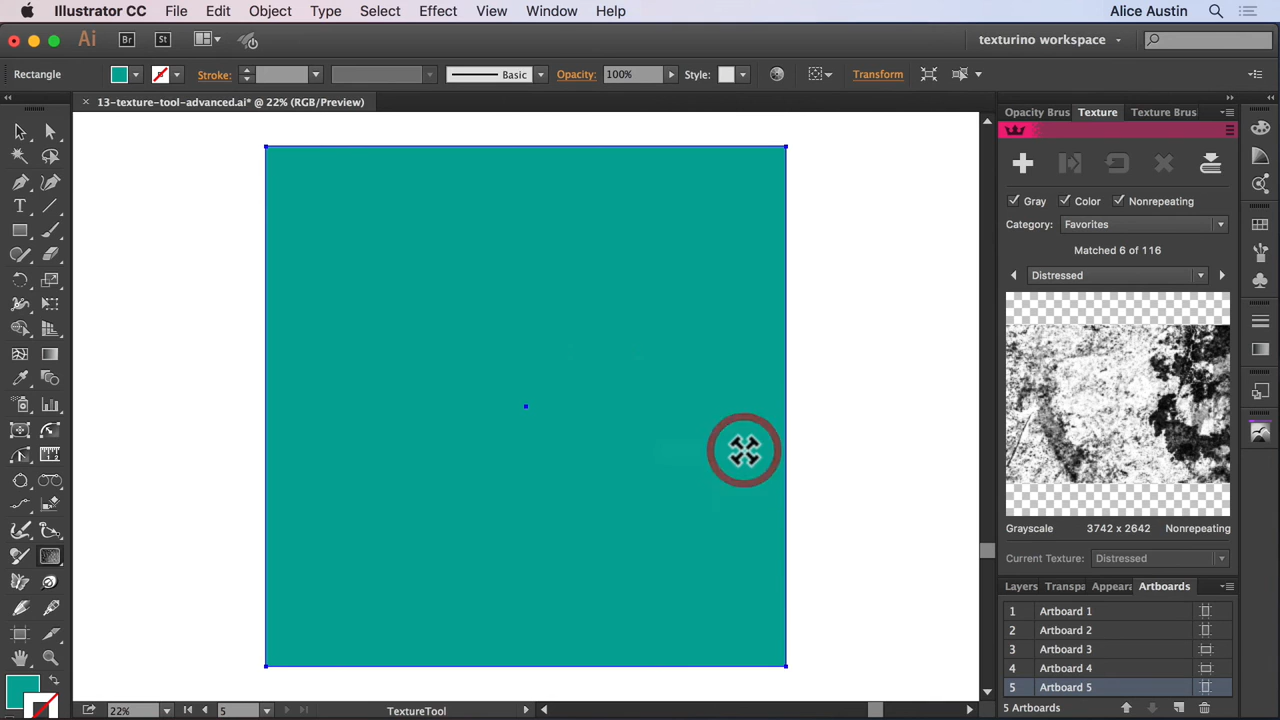 Illustrator CC File Edit Object Type Select Effect View Window Help Alice Austin
Ai Br St texturino workspace
Rectangle Stroke: Basic Opacity: 100% Style: Transform
13-texture-tool-advanced.ai* @ 22% (RGB/Preview)
Opacity Brus Texture Texture Brus
Gray Color Nonrepeating
Category: Favorites
Matched 6 of 116
Distressed
Grayscale 3742 x 2642 Nonrepeating
Current Texture: Distressed
Layers Transpa Appeara Artboards
1 Artboard 1
2 Artboard 2
3 Artboard 3
4 Artboard 4
5 Artboard 5
5 Artboards
22% 5 TextureTool